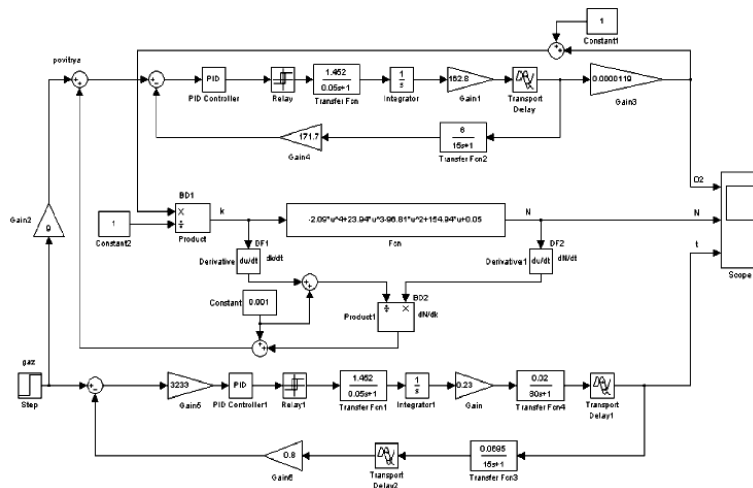 1
Constant1
povitrya
PID
PID Controller
Relay
1.452
0.05s+1
Transfer Fcn
1
s
Integrator
162.8
Gain1
Transport
Delay
0.0000119
Gain3
171.7
Gain4
6
15s+1
Transfer Fcn2
O2
BD1
k
-2.09*u^4+23.94*u^3-96.81*u^2+154.94*u+0.05
Fcn
N
N
Scope
1
Constant2
Product
Gain2
9
DF1
Derivative
du/dt
dk/dt
DF2
Derivative1
du/dt
dN/dt
t
Constant
0.001
BD2
Product1
dN/dk
gaz
Step
3233
Gain5
PID
PID Controller1
Relay1
1.452
0.05s+1
Transfer Fcn1
1
s
Integrator1
0.23
Gain
0.02
80s+1
Transfer Fcn4
Transport
Delay1
0.8
Gain6
Transport
Delay2
0.0695
15s+1
Transfer Fcn3